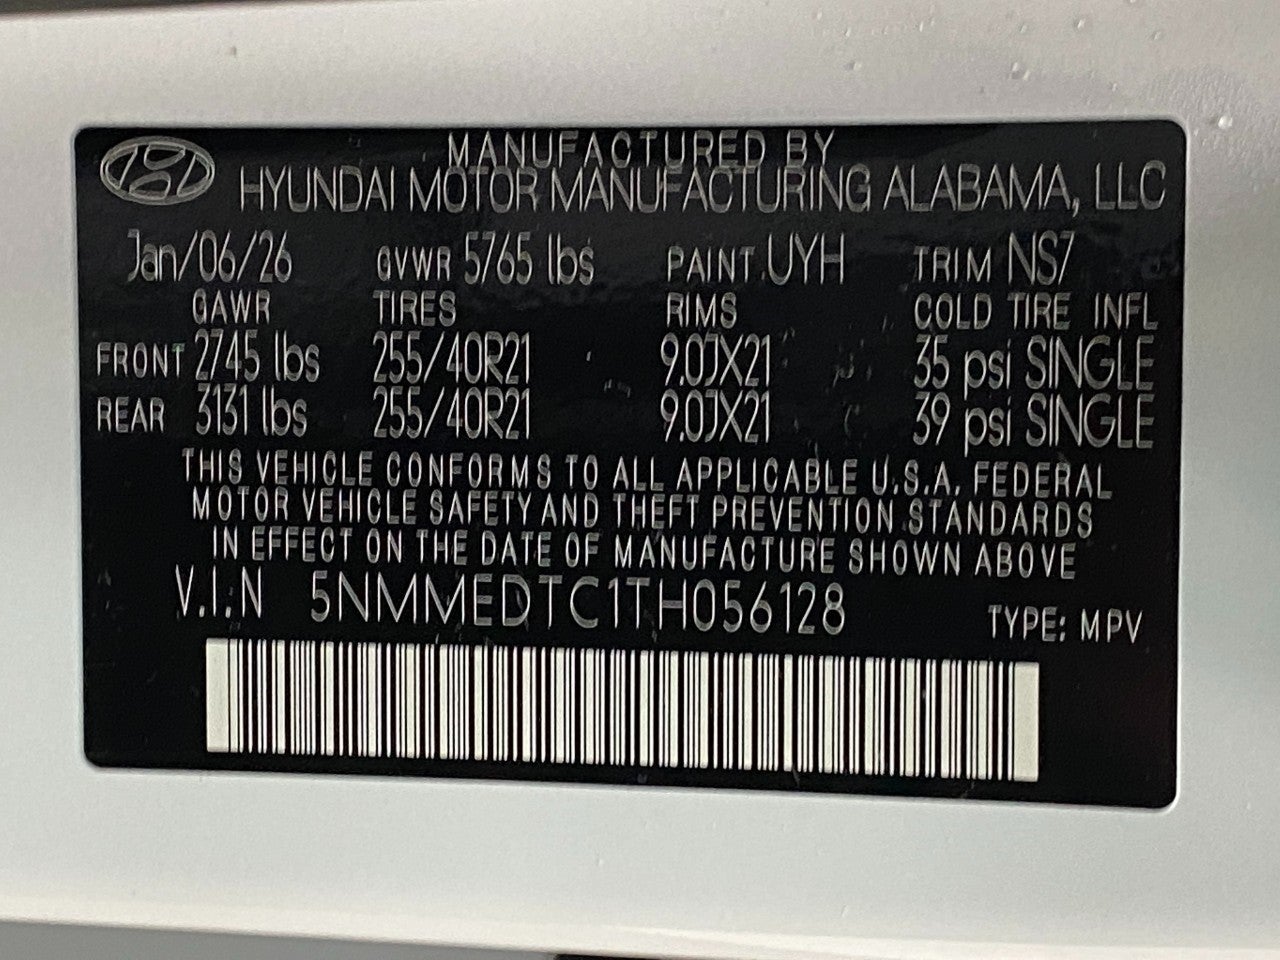 MANUFACTURED BY
HYUNDAI MOTOR MANUFACTURING ALABAMA, LLC
Jan/06/26 GVWR 5765 lbs PAINT UYH TRIM NS7
GAWR TIRES RIMS COLD TIRE INFL
FRONT 2745 lbs 255/40R21 9.0JX21 35 psi SINGLE
REAR 3131 lbs 255/40R21 9.0JX21 39 psi SINGLE
THIS VEHICLE CONFORMS TO ALL APPLICABLE U.S.A. FEDERAL
MOTOR VEHICLE SAFETY AND THEFT PREVENTION STANDARDS
IN EFFECT ON THE DATE OF MANUFACTURE SHOWN ABOVE
V.I.N 5NMMEDTC1TH056128 TYPE: MPV